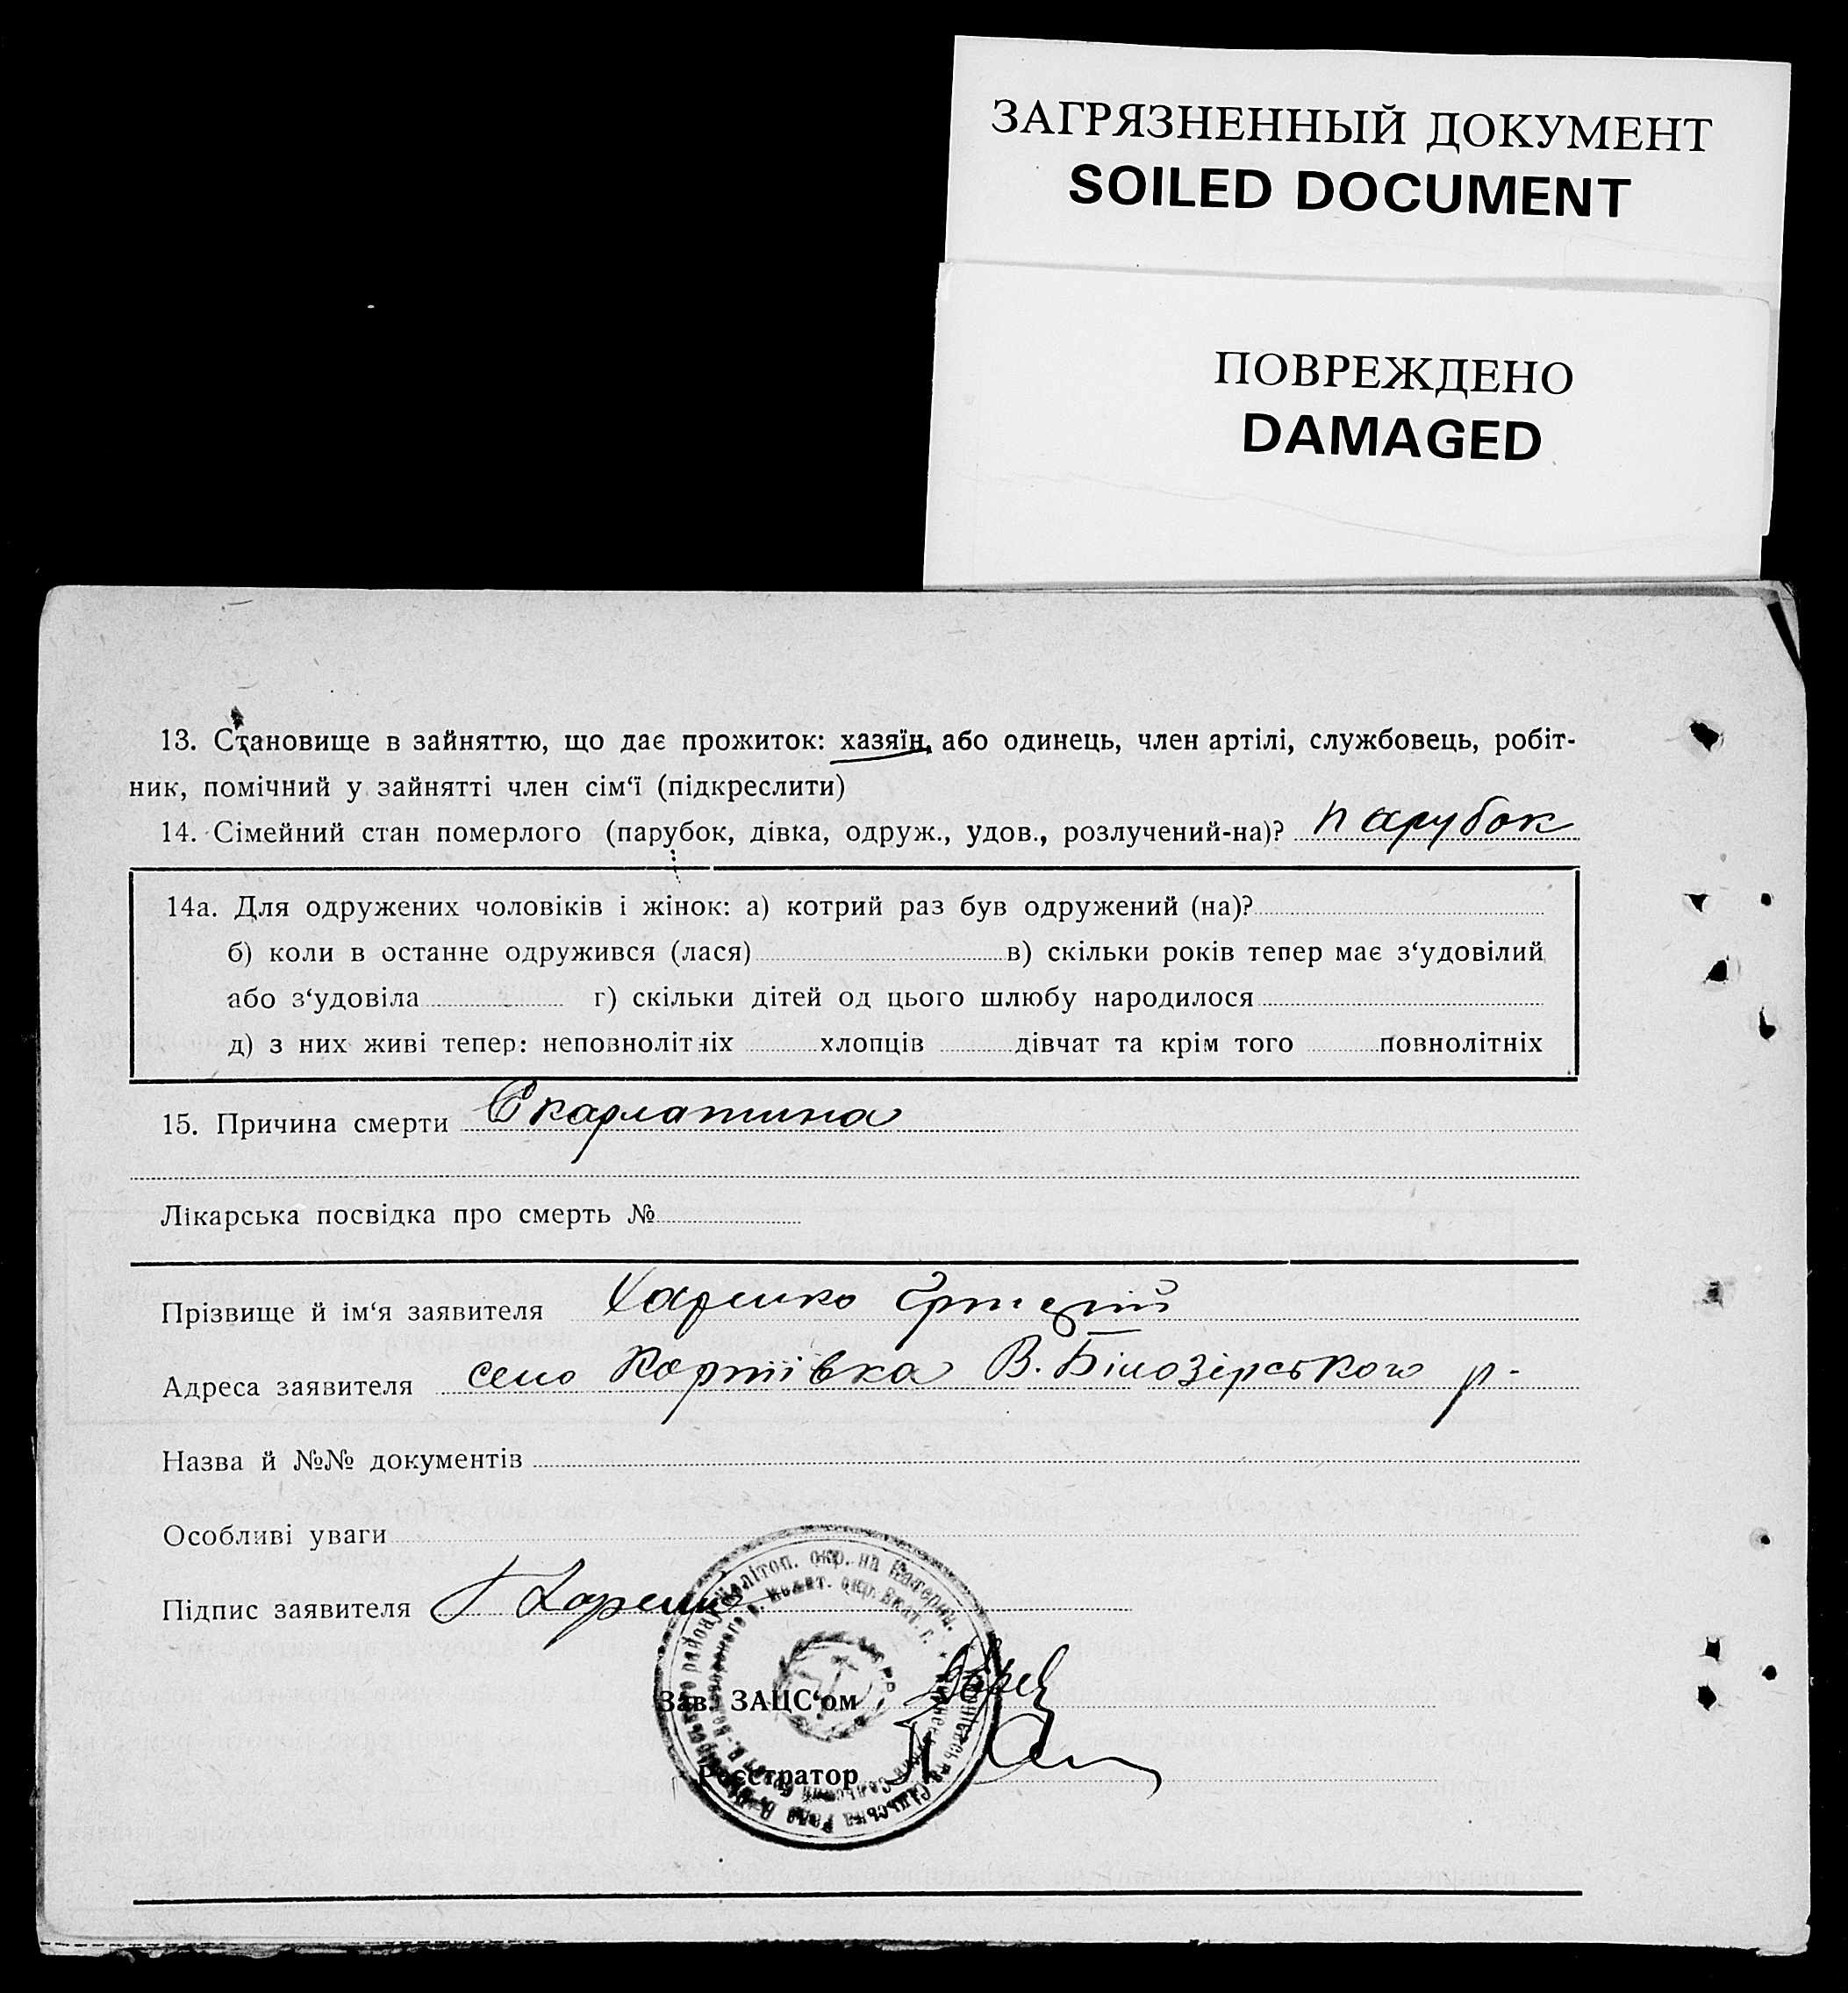 ЗАГРЯЗНЕННЫЙ ДОКУМЕНТ
SOILED DOCUMENT
ПОВРЕЖДЕНО
DAMAGED
13. Становище в зайняттю, що дає прожиток: хазяїн, або одинець, член артілі, службовець, робіт-
ник, помічний у зайнятті член сім‘ї (підкреслити)
14. Сімейний стан померлого (парубок, дівка, одруж., удов., розлучений-на)? парубок
14а. Для одружених чоловіків і жінок: а) котрий раз був одружений (на)?
б) коли в останне одружився (лася) в) скільки років тепер має з‘удовілий
або з‘удовіла г) скільки дітей од цього шлюбу народилося
д) з них живі тепер: неповнолітніх хлопців дівчат та крім того повнолітніх
15. Причина смерти Скарлатина
Лікарська посвідка про смерть №
Прізвище й ім‘я заявителя Харенко
Адреса заявителя село В. Білозірського р-
Назва й №№ документів
Особливі уваги
Підпис заявителя Харенко
Зав. ЗАЦС‘ом
Реєстратор